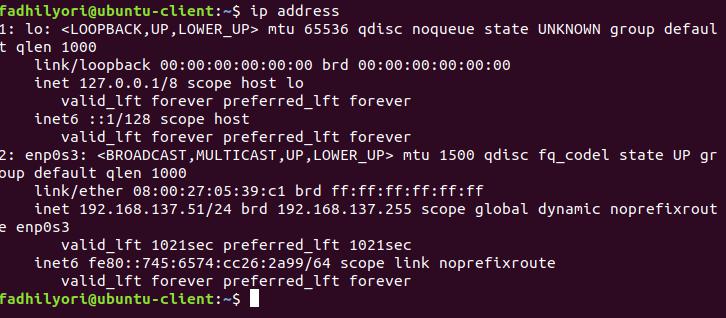 fadhilyori@ubuntu-client:~$ ip address
1: lo: <LOOPBACK,UP,LOWER_UP> mtu 65536 qdisc noqueue state UNKNOWN group defaul
t qlen 1000
    link/loopback 00:00:00:00:00:00 brd 00:00:00:00:00:00
    inet 127.0.0.1/8 scope host lo
       valid_lft forever preferred_lft forever
    inet6 ::1/128 scope host
       valid_lft forever preferred_lft forever
2: enp0s3: <BROADCAST,MULTICAST,UP,LOWER_UP> mtu 1500 qdisc fq_codel state UP gr
oup default qlen 1000
    link/ether 08:00:27:05:39:c1 brd ff:ff:ff:ff:ff:ff
    inet 192.168.137.51/24 brd 192.168.137.255 scope global dynamic noprefixrout
e enp0s3
       valid_lft 1021sec preferred_lft 1021sec
    inet6 fe80::745:6574:cc26:2a99/64 scope link noprefixroute
       valid_lft forever preferred_lft forever
fadhilyori@ubuntu-client:~$